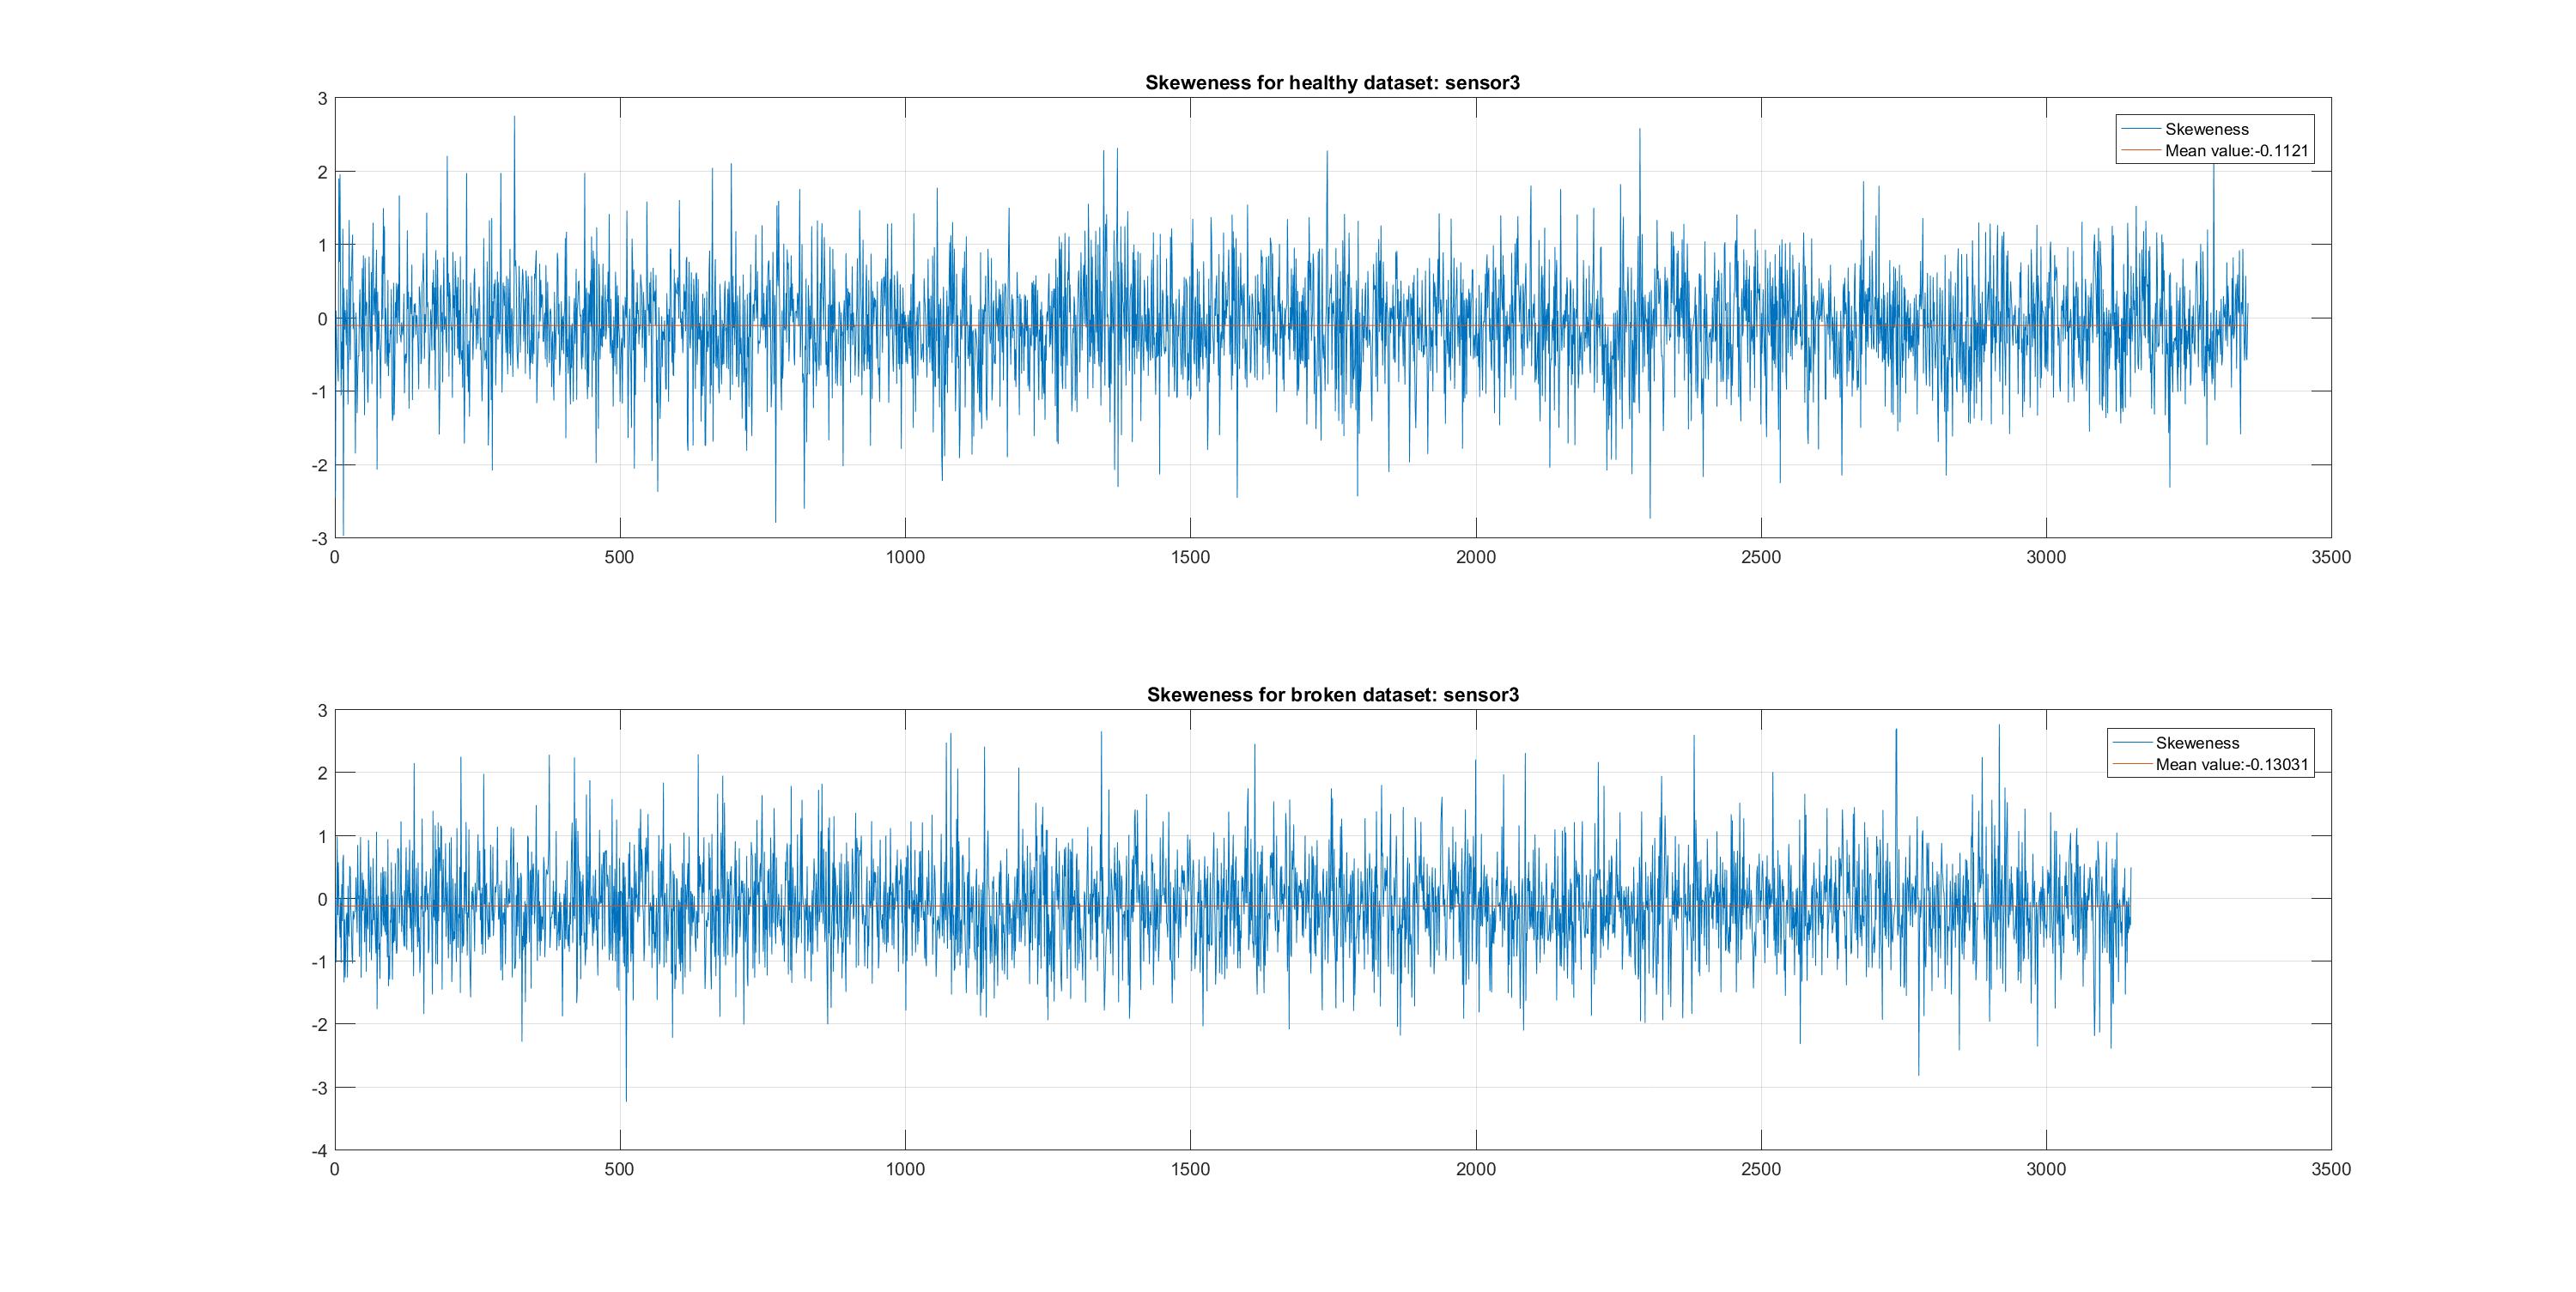 Skeweness for healthy dataset: sensor3
3
2
1
0
-1
-2
-3
0 500 1000 1500 2000 2500 3000 3500
Skeweness
Mean value:-0.1121
Skeweness for broken dataset: sensor3
3
2
1
0
-1
-2
-3
-4
0 500 1000 1500 2000 2500 3000 3500
Skeweness
Mean value:-0.13031